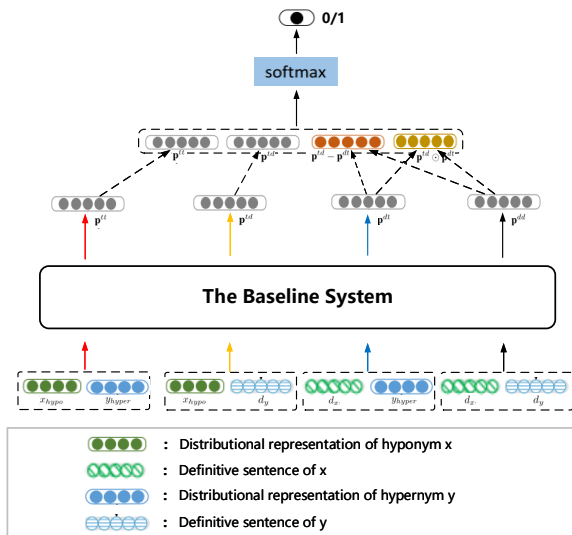 0/1
softmax
p^{tt} p^{td} p^{td} − p^{dt} p^{td} ⊙ p^{dt}
p^{tt} p^{td} p^{dt} p^{dd}
The Baseline System
x_{hypo} y_{hyper} x_{hypo} d_y d_x y_{hyper} d_x d_y
: Distributional representation of hyponym x
: Definitive sentence of x
: Distributional representation of hypernym y
: Definitive sentence of y